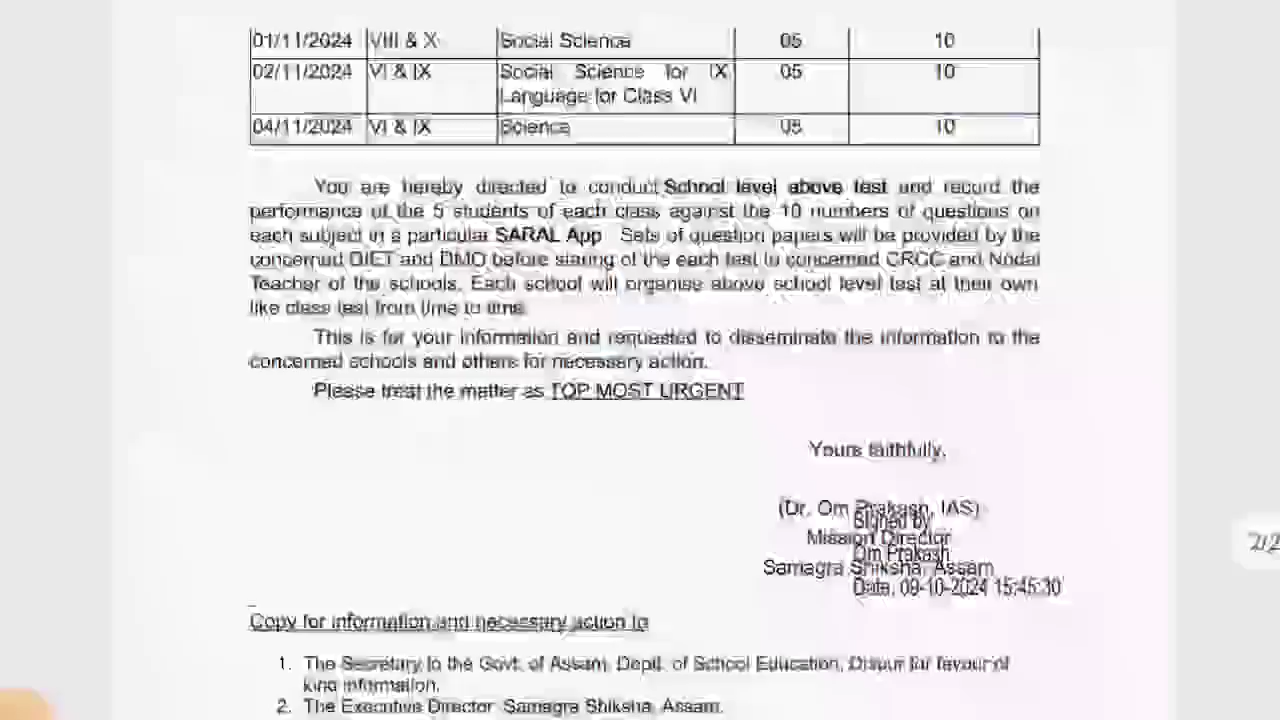 01/11/2024 VIII & X Social Science 05 10
02/11/2024 VI & IX Social Science for IX 05 10
Language for Class VI
04/11/2024 VI & IX Science 05 10
You are hereby directed to conduct School level above test and record the
performance of the 5 students of each class against the 10 numbers of questions on
each subject in a particular SARAL App. Sets of question papers will be provided by the
concerned DIET and DMO before staring of the each test to concerned CRCC and Nodal
Teacher of the schools. Each school will organise above school level test at their own
like class test from time to time.
This is for your information and requested to disseminate the information to the
concerned schools and others for necessary action.
Please treat the matter as TOP MOST URGENT
Yours faithfully,
(Dr. Om Prakash, IAS)
Signed by
Mission Director
Om Prakash
Samagra Shiksha, Assam
Date: 09-10-2024 15:45:30
2/2
Copy for information and necessary action to
1. The Secretary to the Govt. of Assam, Deptt. of School Education, Dispur for favour of
kind information.
2. The Executive Director, Samagra Shiksha, Assam.